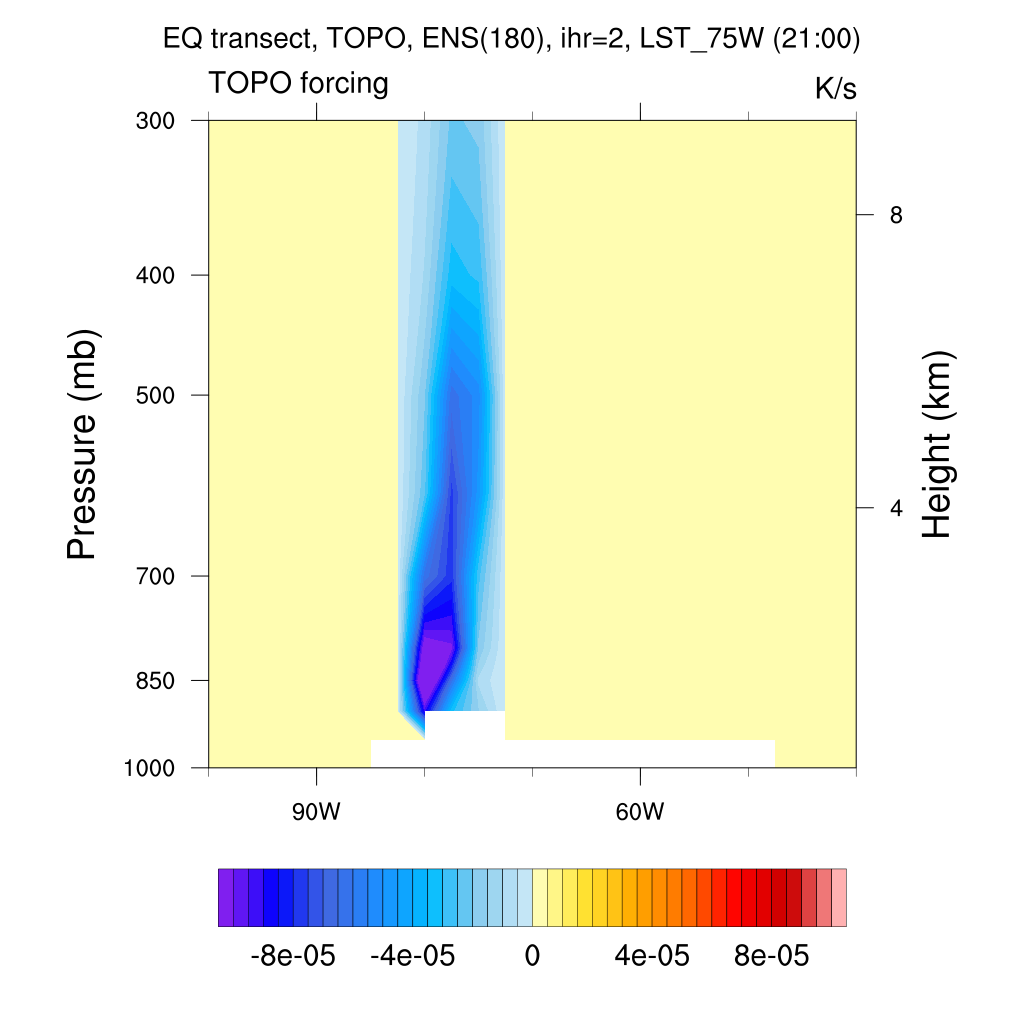 EQ transect, TOPO, ENS(180), ihr=2, LST_75W (21:00)
TOPO forcing
K/s
300
400
500
700
850
1000
Pressure (mb)
8
4
Height (km)
90W
60W
-8e-05
-4e-05
0
4e-05
8e-05